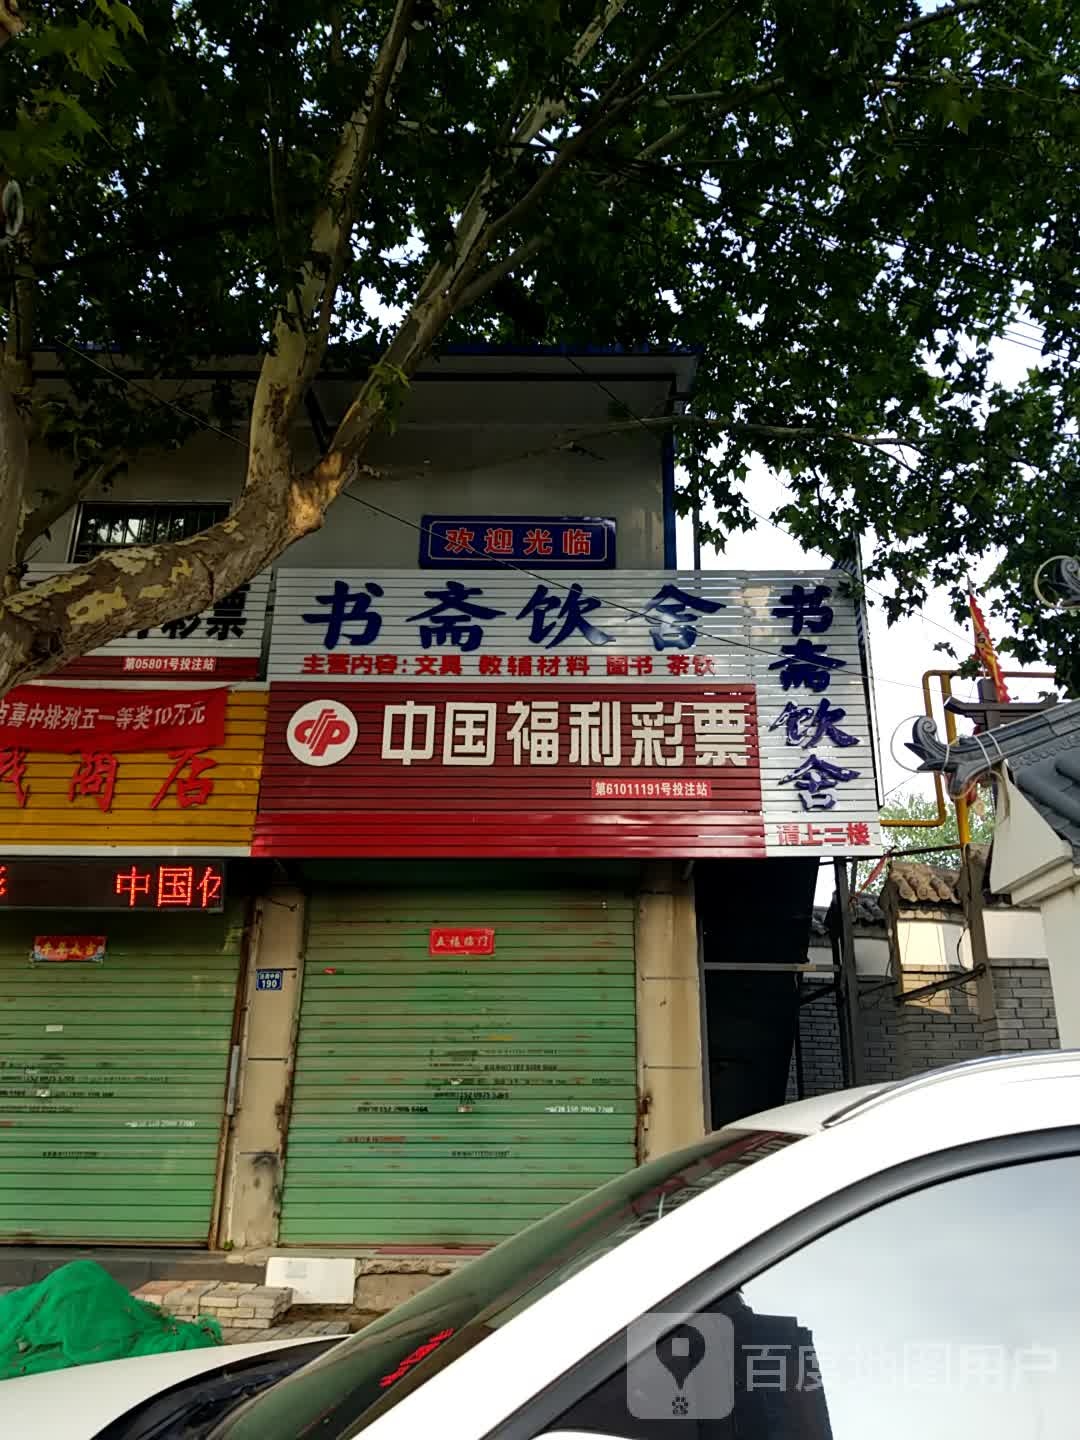 欢迎光临
书斋饮舍
主营内容：文具 教辅材料 图书 茶饮
书斋饮舍
请上二楼
中国福利彩票
第61011191号投注站
彩票
第05801号投注站
喜中排列五一等奖10万元
店
中国体
五福临门
190
百度地图用户